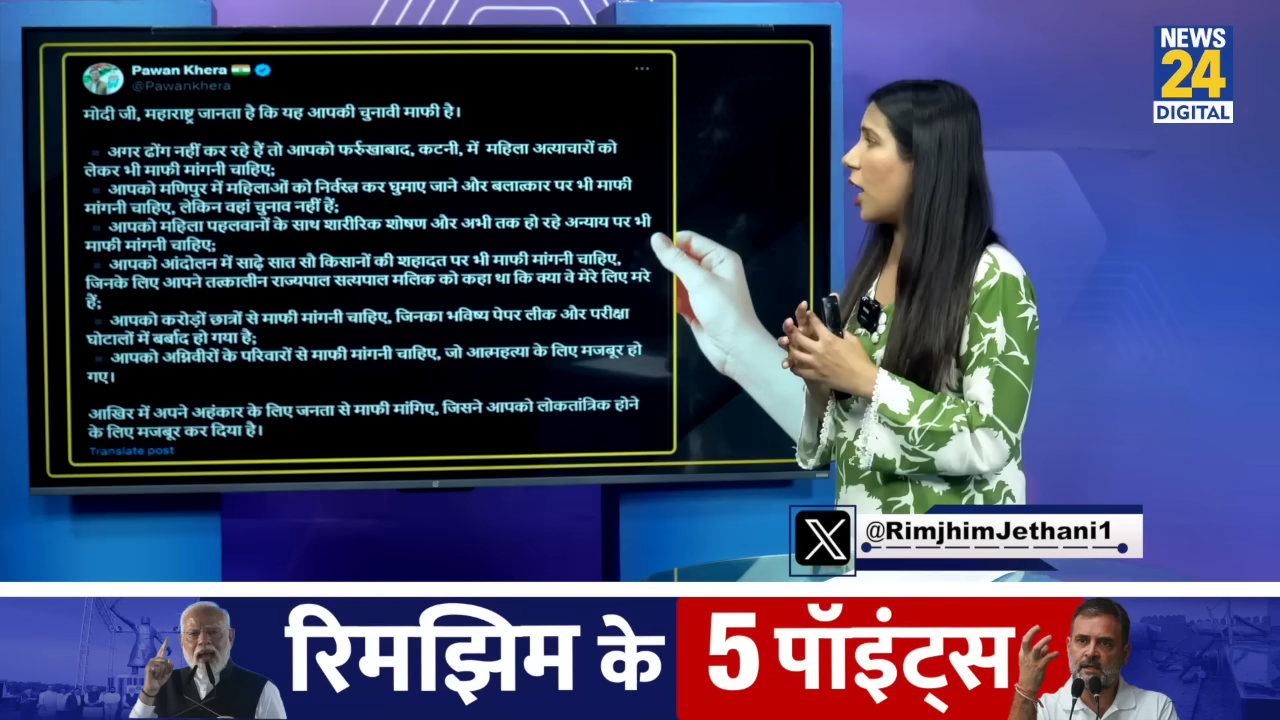 Pawan Khera
@Pawankhera
मोदी जी, महाराष्ट्र जानता है कि यह आपकी चुनावी माफी है।
अगर ढोंग नहीं कर रहे हैं तो आपको फर्रुखाबाद, कटनी, में महिला अत्याचारों को
लेकर भी माफी मांगनी चाहिए;
आपको मणिपुर में महिलाओं को निर्वस्त्र कर घुमाए जाने और बलात्कार पर भी माफी
मांगनी चाहिए, लेकिन वहां चुनाव नहीं हैं;
आपको महिला पहलवानों के साथ शारीरिक शोषण और अभी तक हो रहे अन्याय पर भी
माफी मांगनी चाहिए;
आपको आंदोलन में साढ़े सात सौ किसानों की शहादत पर भी माफी मांगनी चाहिए,
जिनके लिए आपने तत्कालीन राज्यपाल सत्यपाल मलिक को कहा था कि क्या वे मेरे लिए मरे
हैं;
आपको करोड़ों छात्रों से माफी मांगनी चाहिए, जिनका भविष्य पेपर लीक और परीक्षा
घोटालों में बर्बाद हो गया है;
आपको अग्निवीरों के परिवारों से माफी मांगनी चाहिए, जो आत्महत्या के लिए मजबूर हो
गए।
आखिर में अपने अहंकार के लिए जनता से माफी मांगिए, जिसने आपको लोकतांत्रिक होने
के लिए मजबूर कर दिया है।
Translate post
NEWS
24
DIGITAL
@RimjhimJethani1
रिमझिम के 5 पॉइंट्स